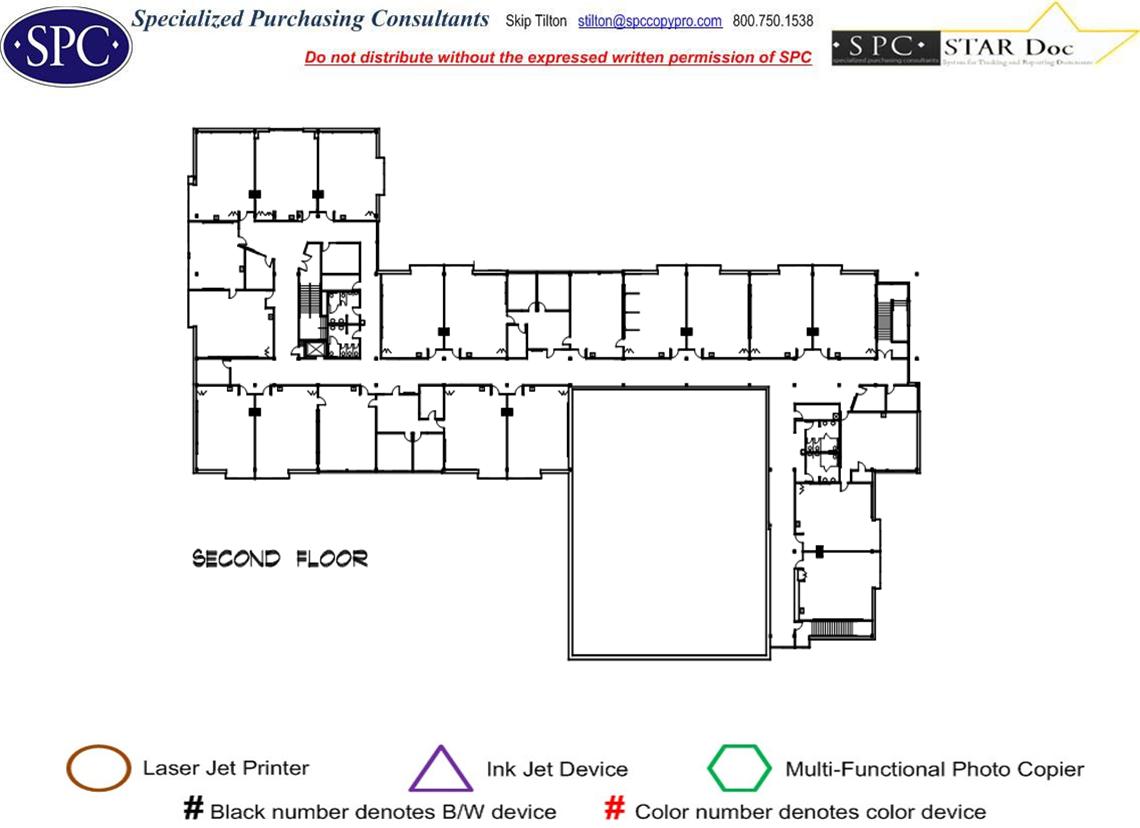 Specialized Purchasing Consultants Skip Tilton stilton@spccopypro.com 800.750.1538
·SPC·
·SPC· STAR Doc
specialized purchasing consultants System for Tracking and Reporting Documents
Do not distribute without the expressed written permission of SPC
SECOND FLOOR
Laser Jet Printer Ink Jet Device Multi-Functional Photo Copier
# Black number denotes B/W device # Color number denotes color device